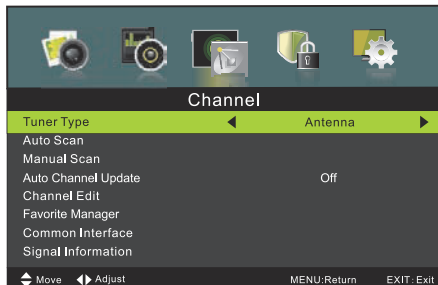 Channel
Tuner Type Antenna
Auto Scan
Manual Scan
Auto Channel Update Off
Channel Edit
Favorite Manager
Common Interface
Signal Information
Move Adjust MENU:Return EXIT:Exit